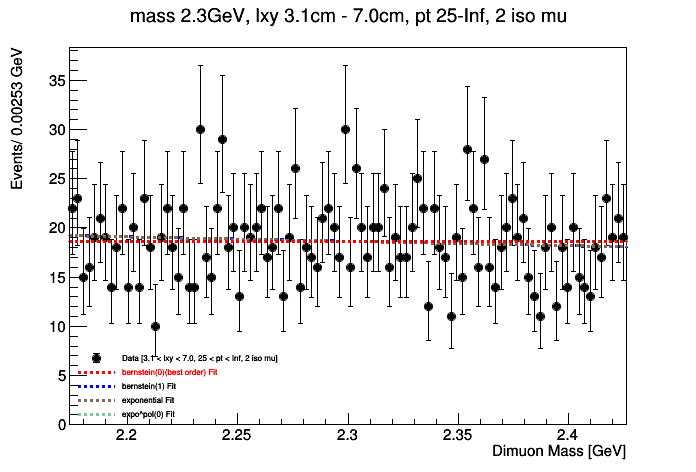 mass 2.3GeV, lxy 3.1cm - 7.0cm, pt 25-Inf, 2 iso mu
Events/ 0.00253 GeV
35
30
25
20
15
10
5
0
Data [3.1 < lxy < 7.0, 25 < pt < Inf, 2 iso mu]
bernstein(0)(best order) Fit
bernstein(1) Fit
exponential Fit
expo*pol(0) Fit
2.2 2.25 2.3 2.35 2.4
Dimuon Mass [GeV]